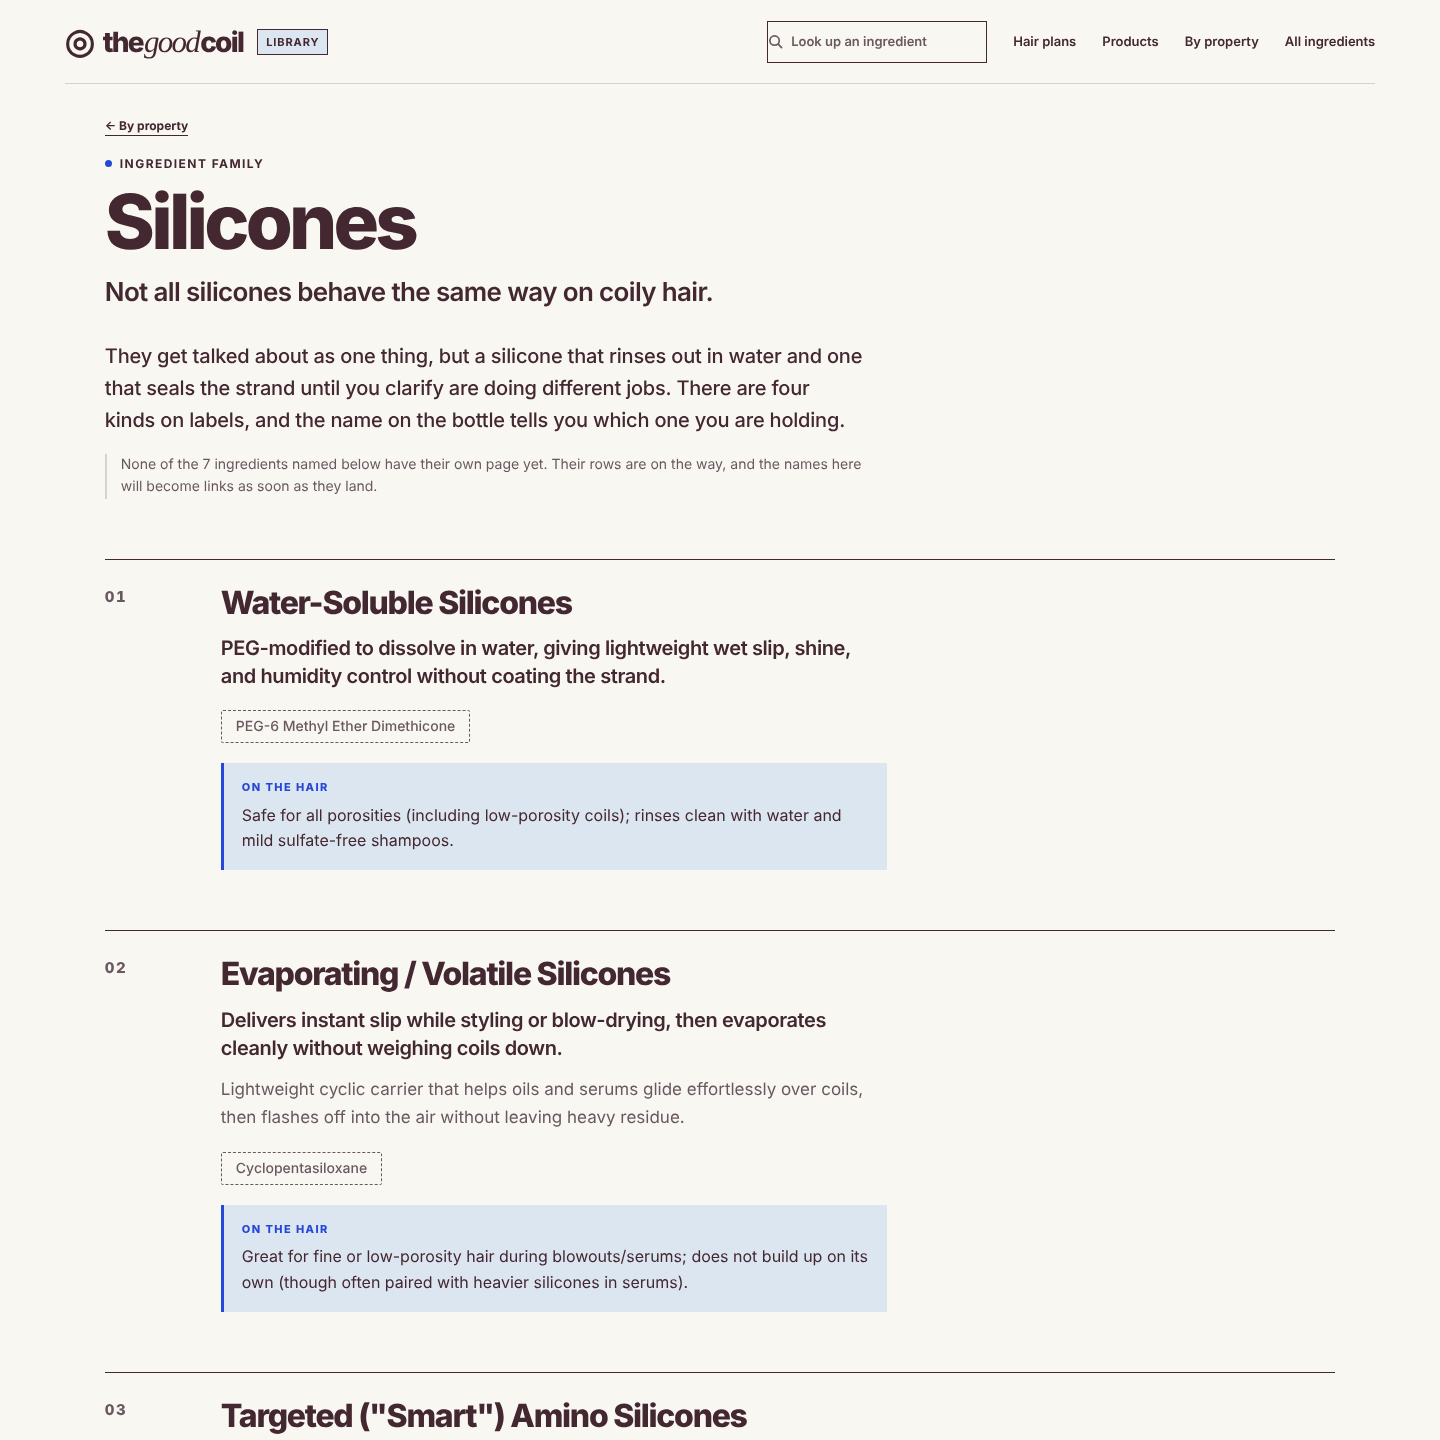 thegoodcoil
LIBRARY
Look up an ingredient
Hair plans
Products
By property
All ingredients
← By property
INGREDIENT FAMILY
Silicones
Not all silicones behave the same way on coily hair.
They get talked about as one thing, but a silicone that rinses out in water and one
that seals the strand until you clarify are doing different jobs. There are four
kinds on labels, and the name on the bottle tells you which one you are holding.
None of the 7 ingredients named below have their own page yet. Their rows are on the way, and the names here
will become links as soon as they land.
01
Water-Soluble Silicones
PEG-modified to dissolve in water, giving lightweight wet slip, shine,
and humidity control without coating the strand.
PEG-6 Methyl Ether Dimethicone
ON THE HAIR
Safe for all porosities (including low-porosity coils); rinses clean with water and
mild sulfate-free shampoos.
02
Evaporating / Volatile Silicones
Delivers instant slip while styling or blow-drying, then evaporates
cleanly without weighing coils down.
Lightweight cyclic carrier that helps oils and serums glide effortlessly over coils,
then flashes off into the air without leaving heavy residue.
Cyclopentasiloxane
ON THE HAIR
Great for fine or low-porosity hair during blowouts/serums; does not build up on its
own (though often paired with heavier silicones in serums).
03
Targeted ("Smart") Amino Silicones